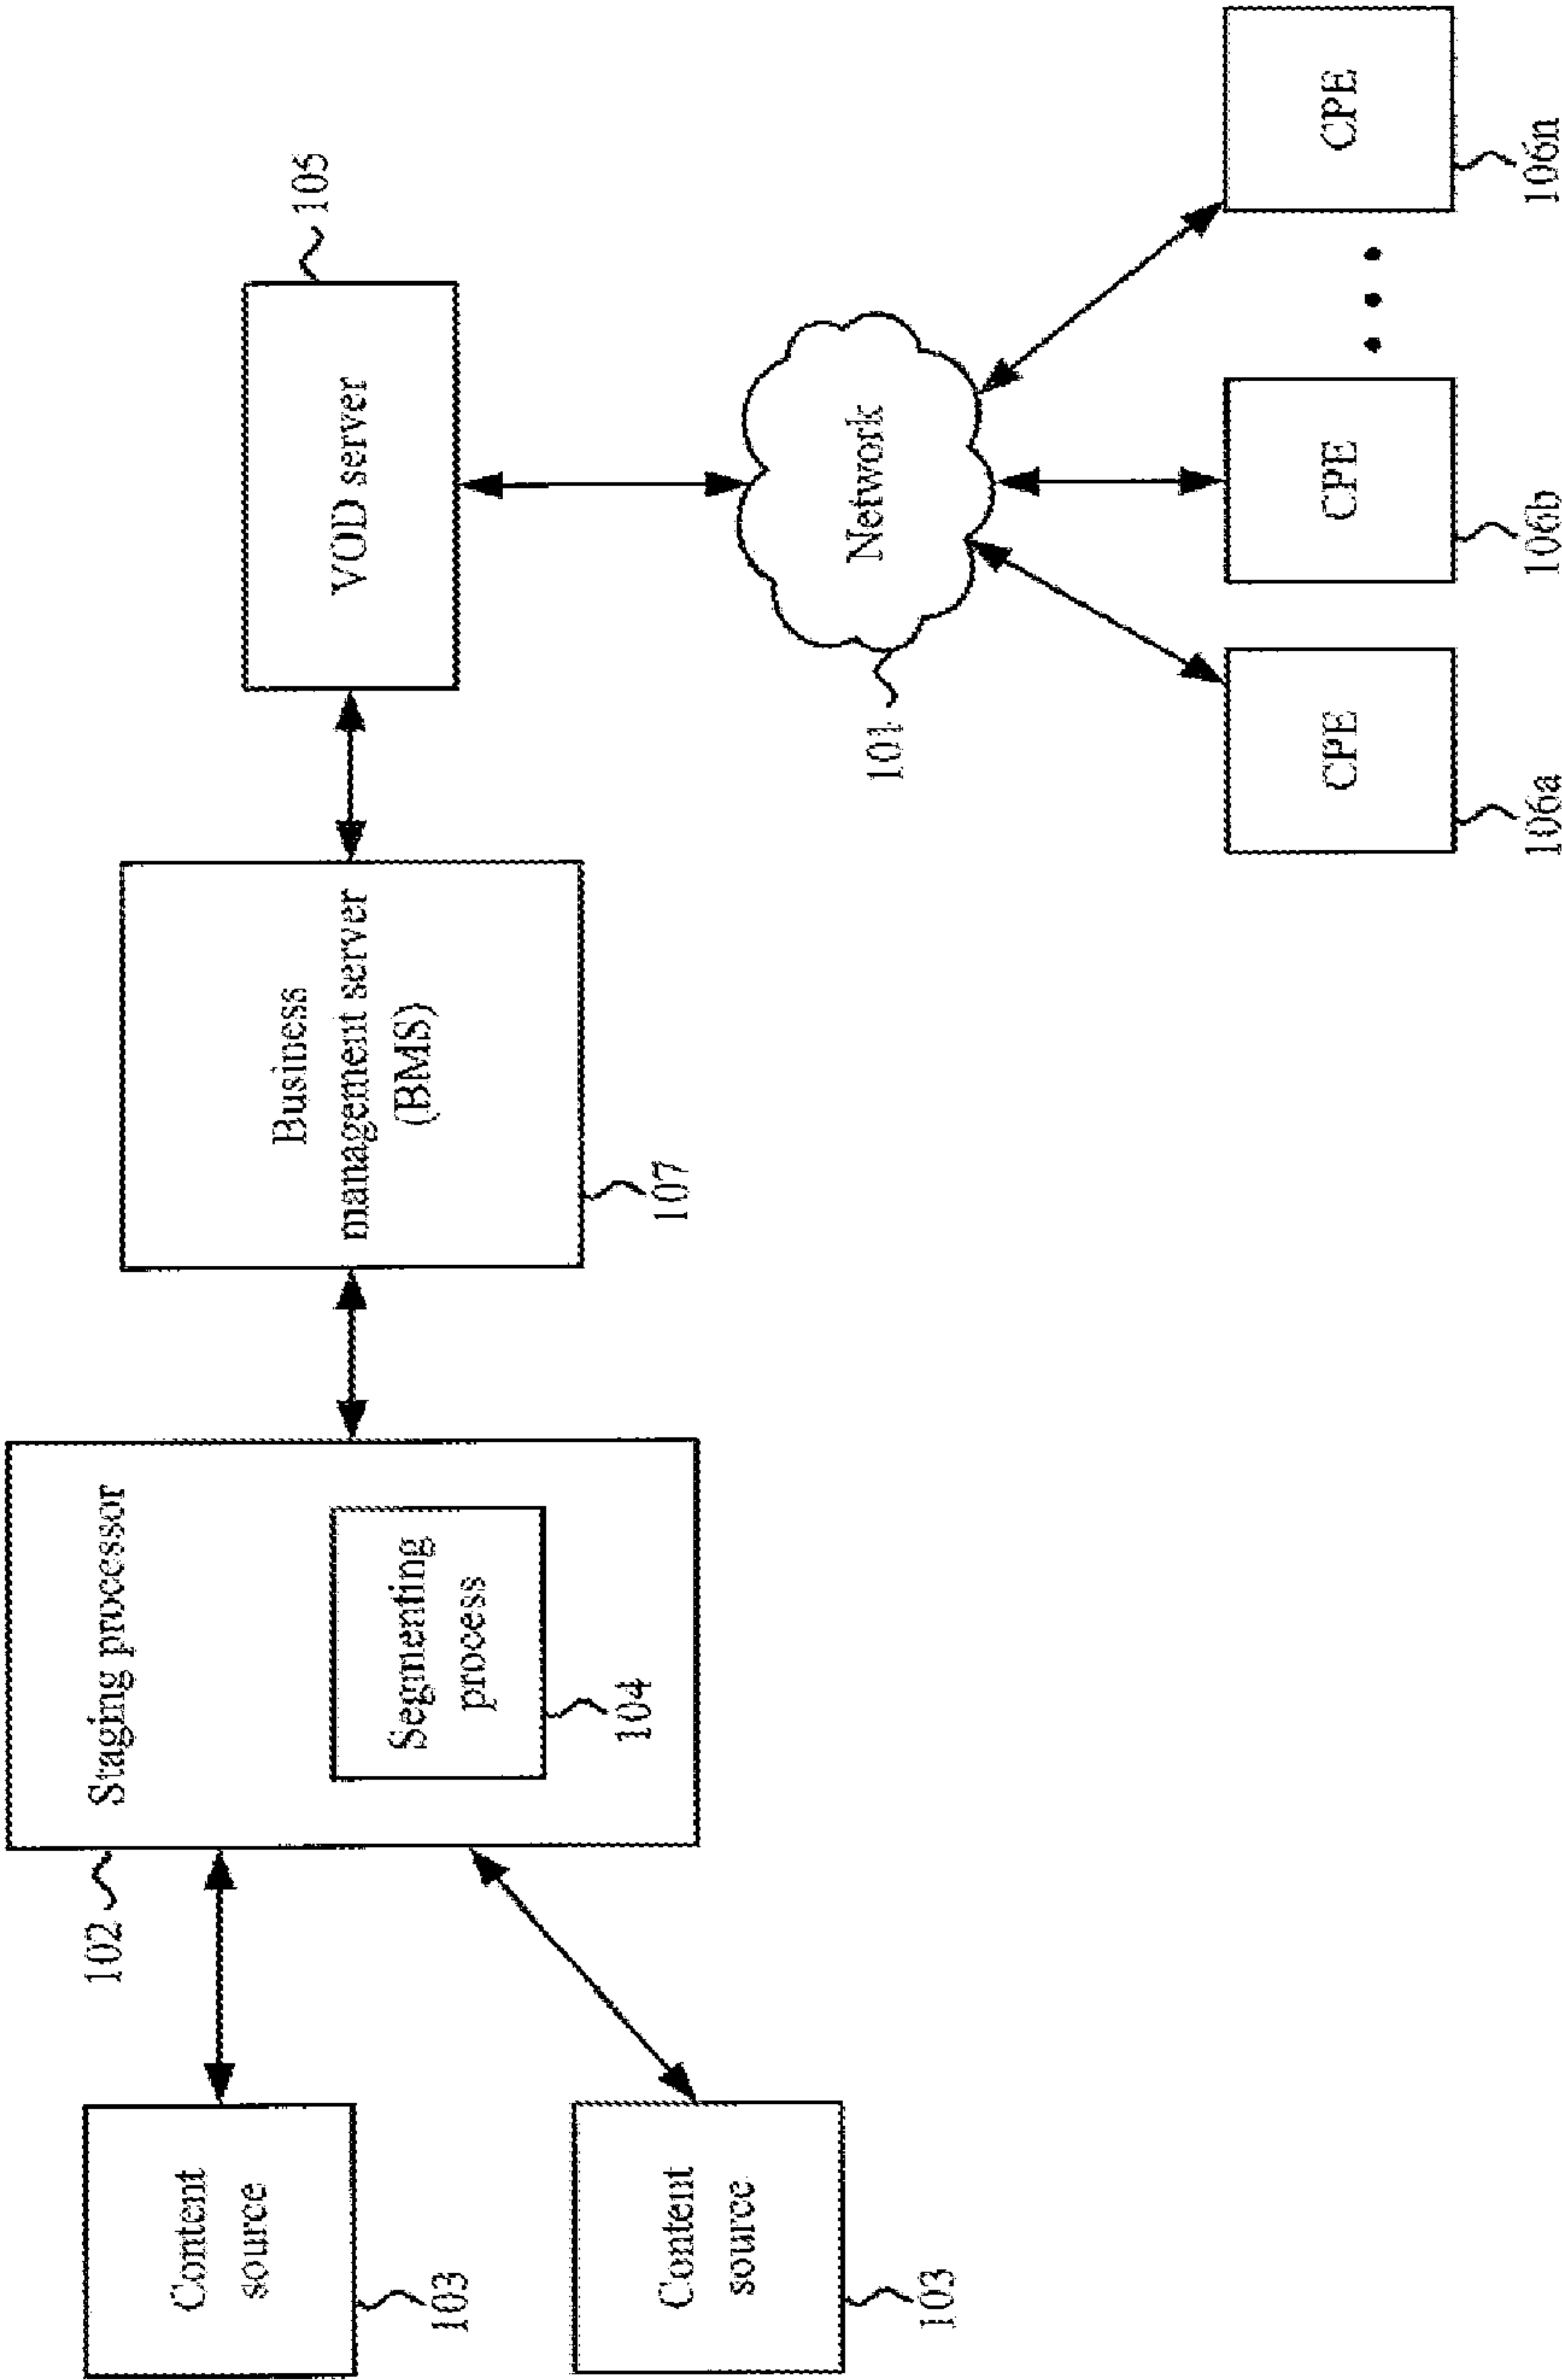 Content
source
103
Content
source
103
102
Staging processor
Segmenting
process
104
Business
management server
(BMS)
107
VOD server
105
Network
101
CPE
106a
CPE
106b
CPE
106n